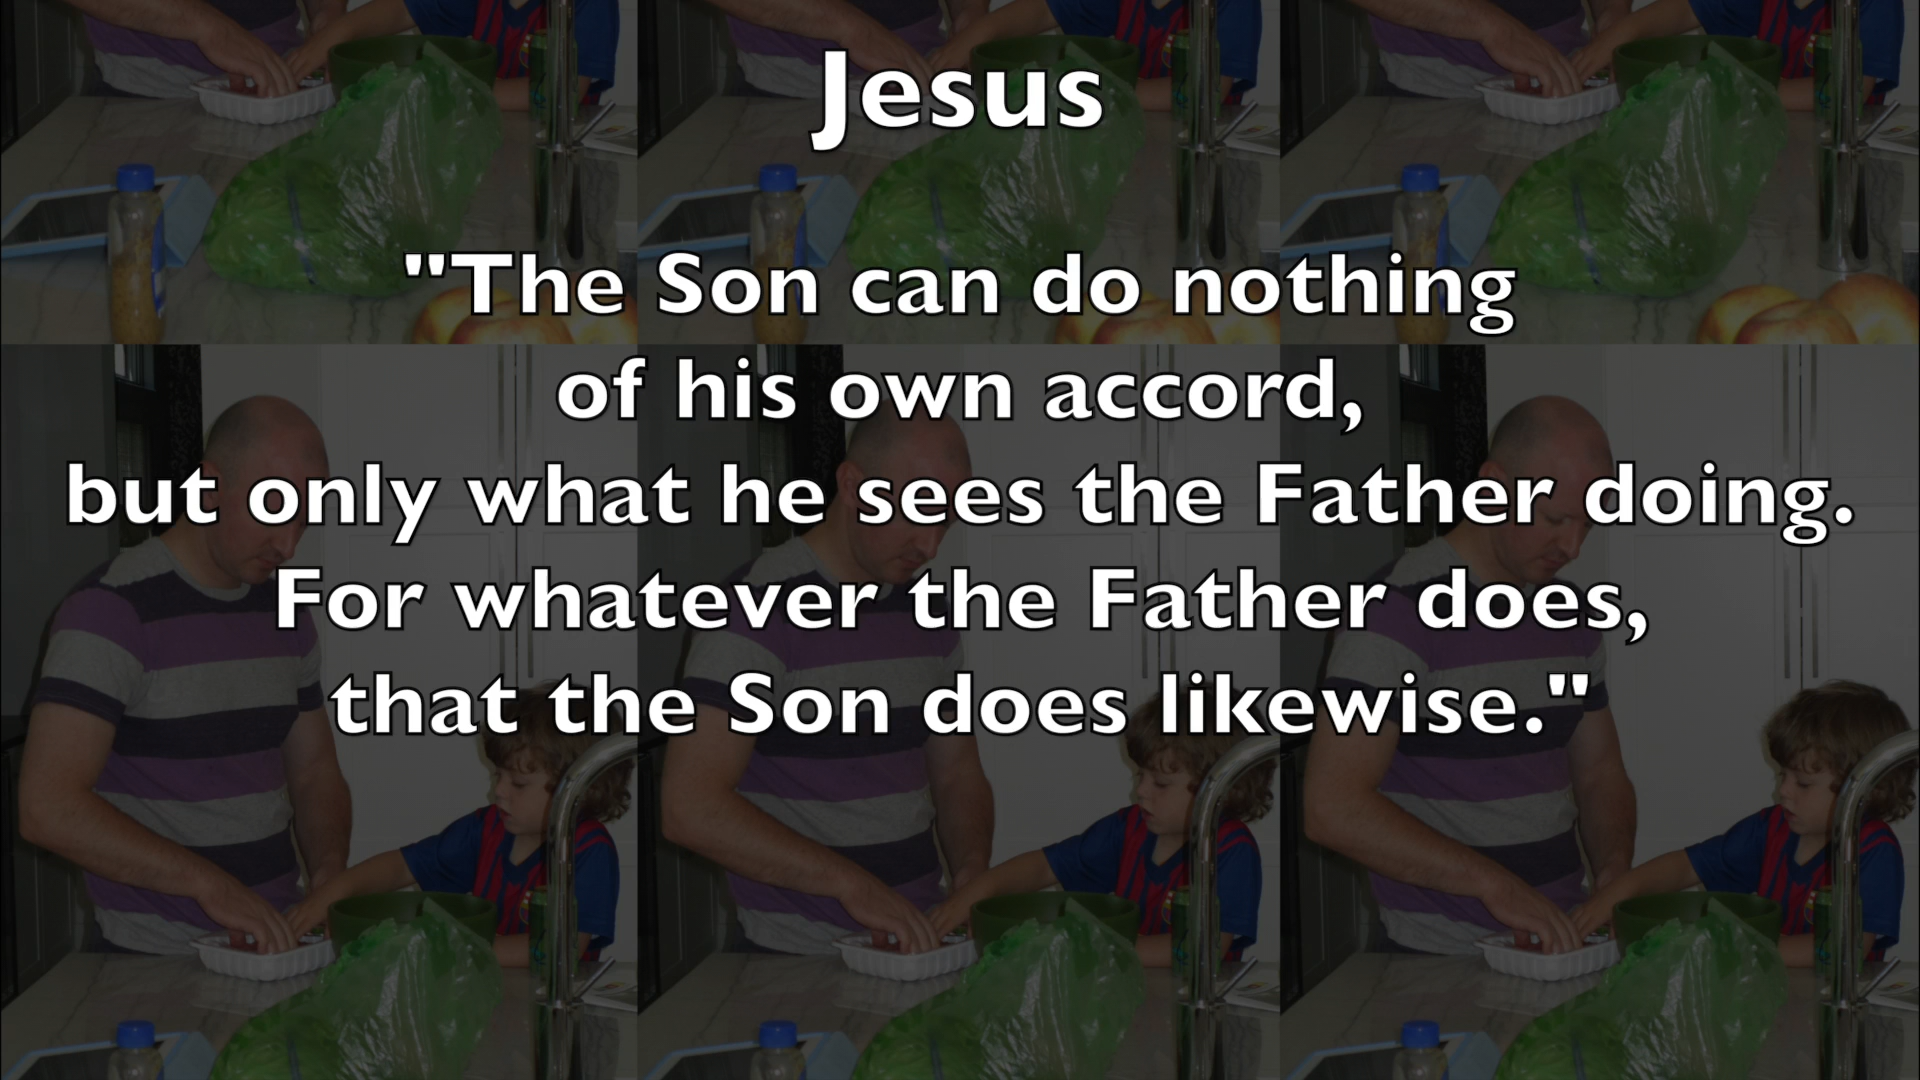 Jesus
"The Son can do nothing
of his own accord,
but only what he sees the Father doing.
For whatever the Father does,
that the Son does likewise."